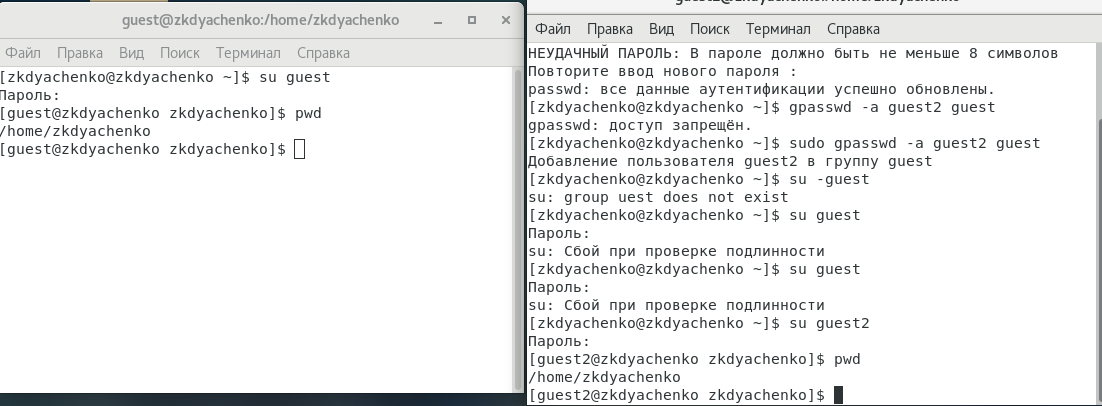 guest@zkdyachenko:/home/zkdyachenko
Файл Правка Вид Поиск Терминал Справка
[zkdyachenko@zkdyachenko ~]$ su guest
Пароль:
[guest@zkdyachenko zkdyachenko]$ pwd
/home/zkdyachenko
[guest@zkdyachenko zkdyachenko]$
Файл Правка Вид Поиск Терминал Справка
НЕУДАЧНЫЙ ПАРОЛЬ: В пароле должно быть не меньше 8 символов
Повторите ввод нового пароля :
passwd: все данные аутентификации успешно обновлены.
[zkdyachenko@zkdyachenko ~]$ gpasswd -a guest2 guest
gpasswd: доступ запрещён.
[zkdyachenko@zkdyachenko ~]$ sudo gpasswd -a guest2 guest
Добавление пользователя guest2 в группу guest
[zkdyachenko@zkdyachenko ~]$ su -guest
su: group uest does not exist
[zkdyachenko@zkdyachenko ~]$ su guest
Пароль:
su: Сбой при проверке подлинности
[zkdyachenko@zkdyachenko ~]$ su guest
Пароль:
su: Сбой при проверке подлинности
[zkdyachenko@zkdyachenko ~]$ su guest2
Пароль:
[guest2@zkdyachenko zkdyachenko]$ pwd
/home/zkdyachenko
[guest2@zkdyachenko zkdyachenko]$